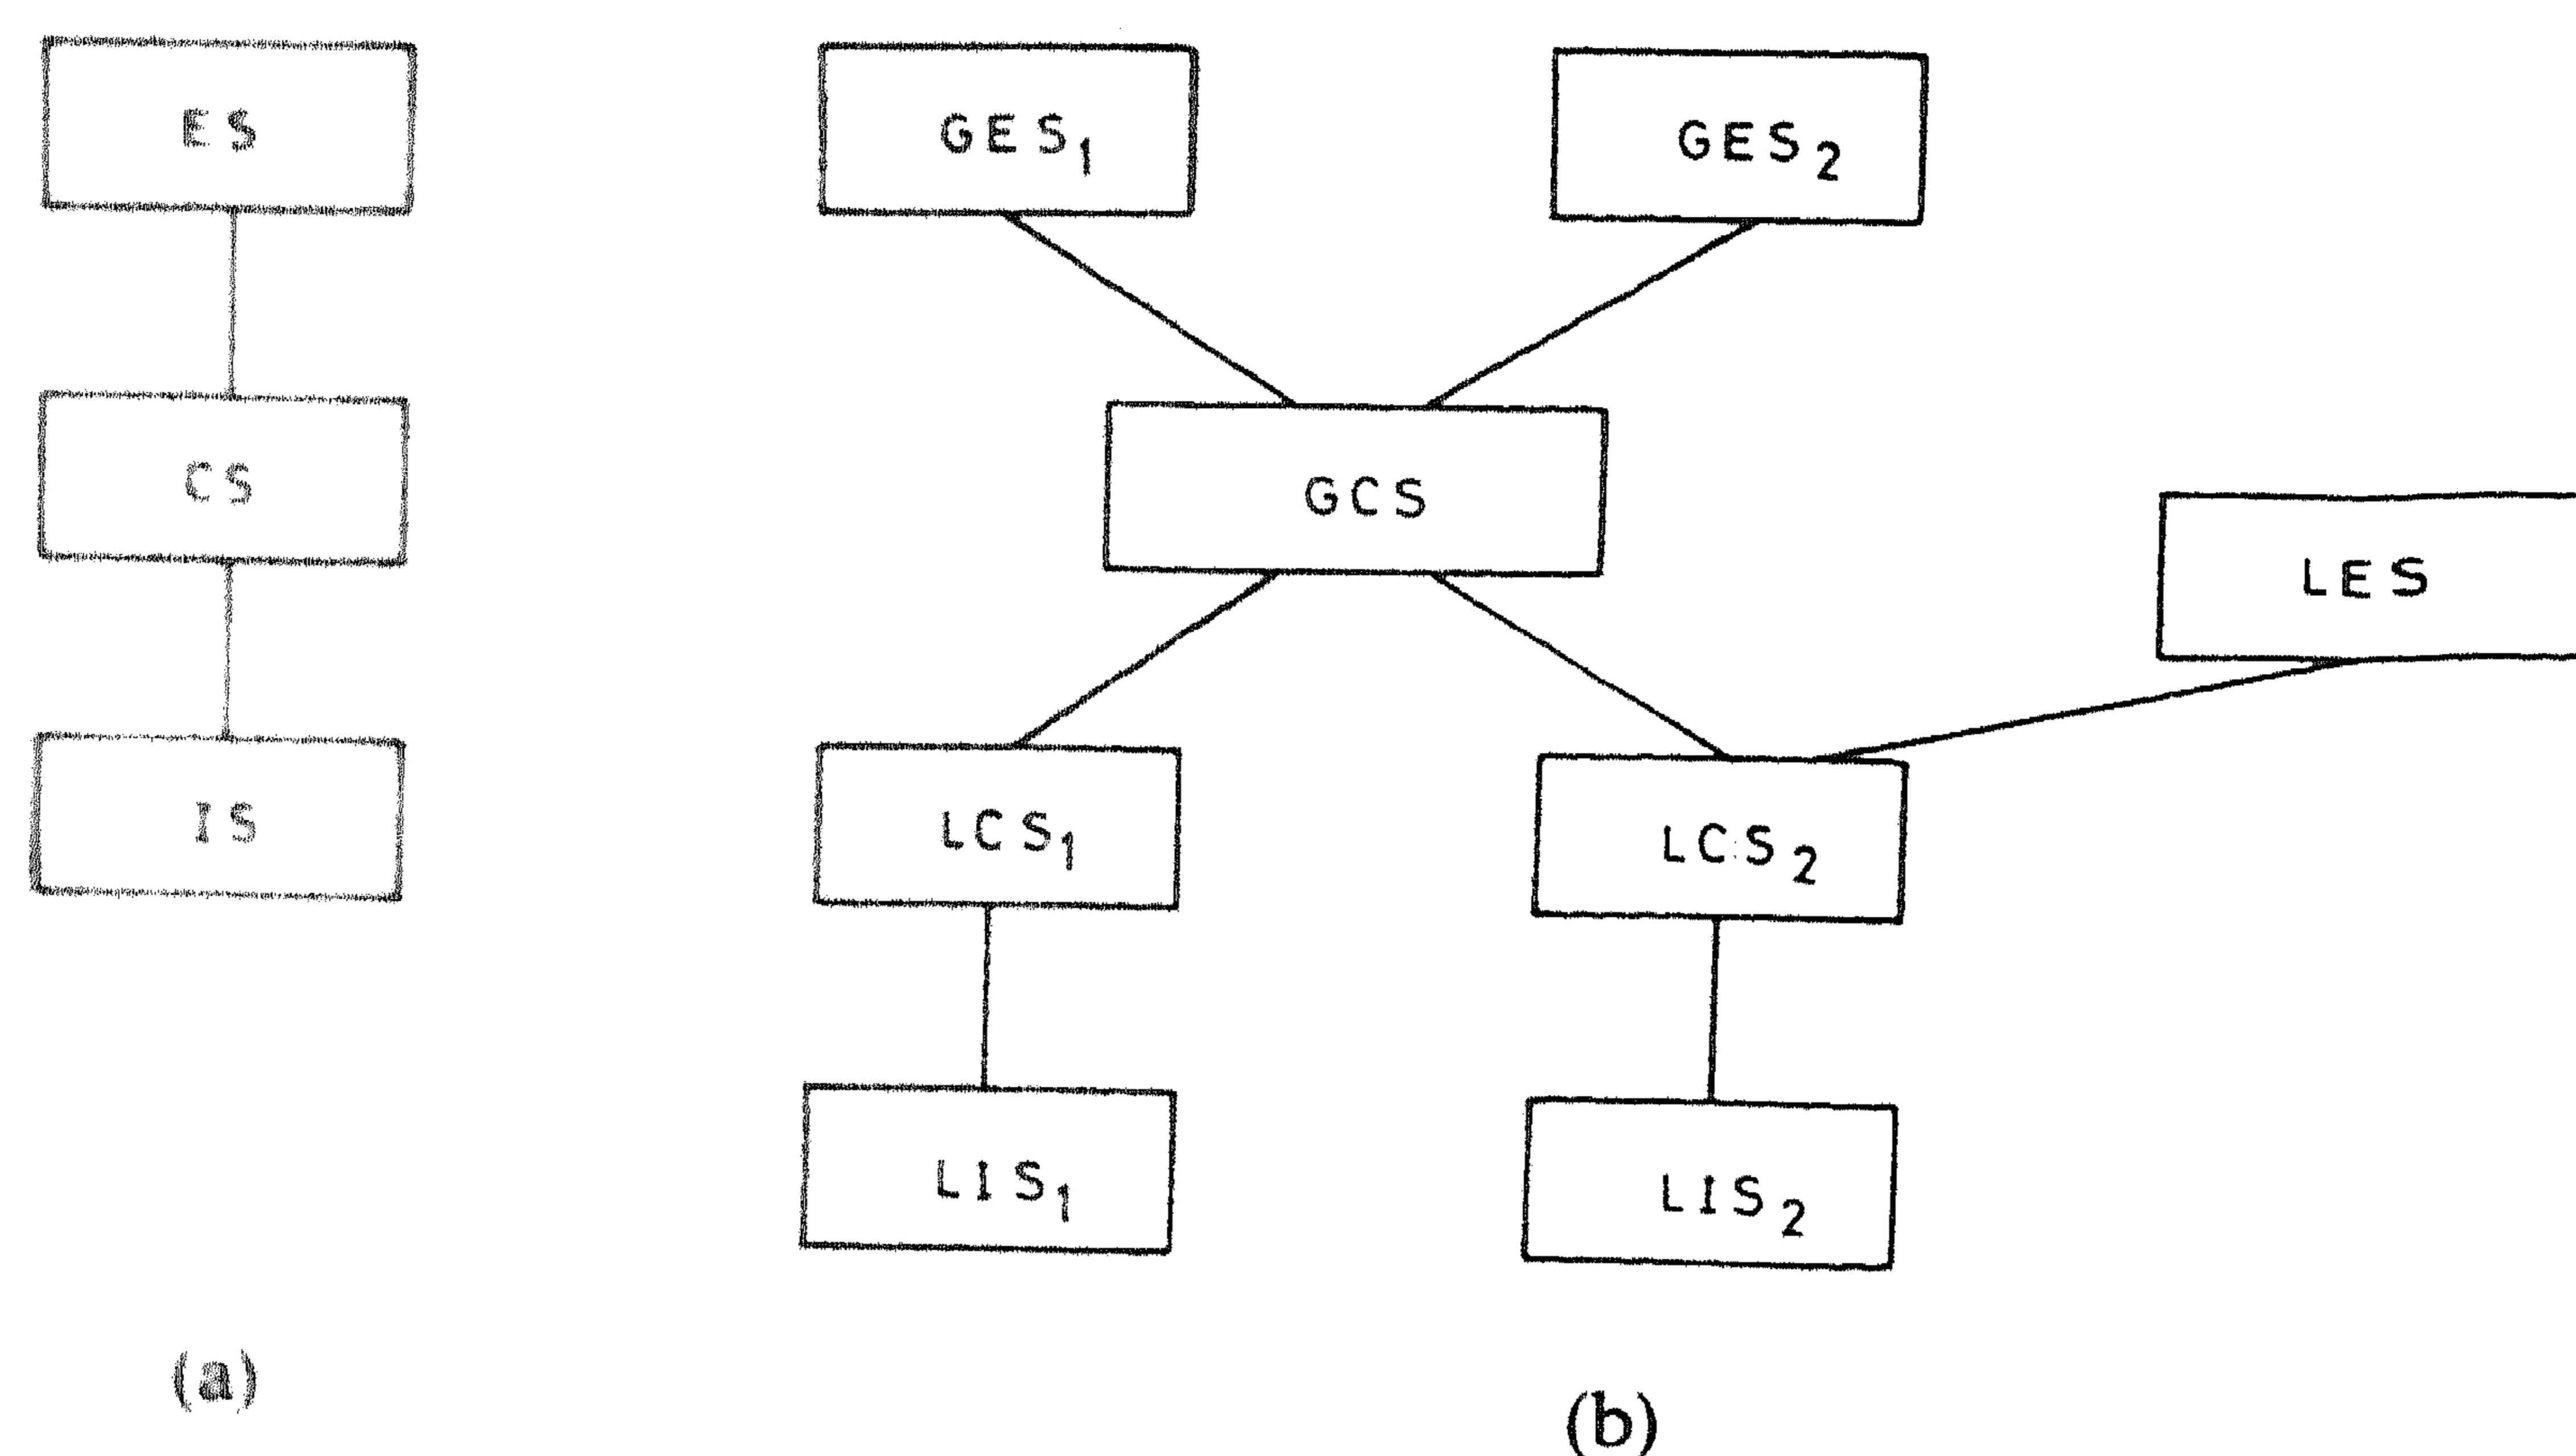 ES
CS
IS
(a)
GES₁
GES₂
GCS
LES
LCS₁
LCS₂
LIS₁
LIS₂
(b)